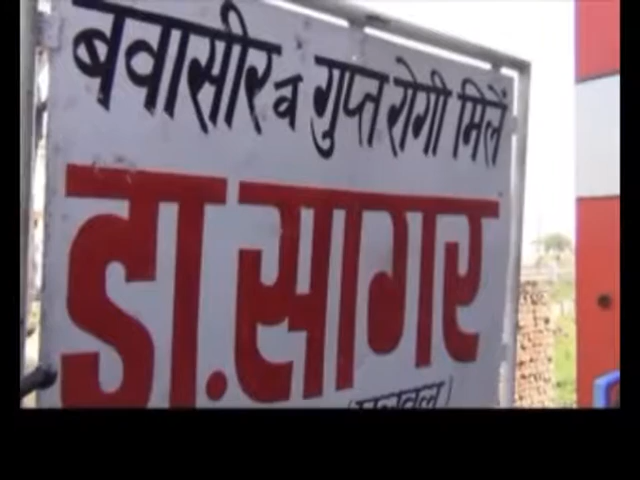 बवासीर व गुप्त रोगी मिलें
डा. सागर